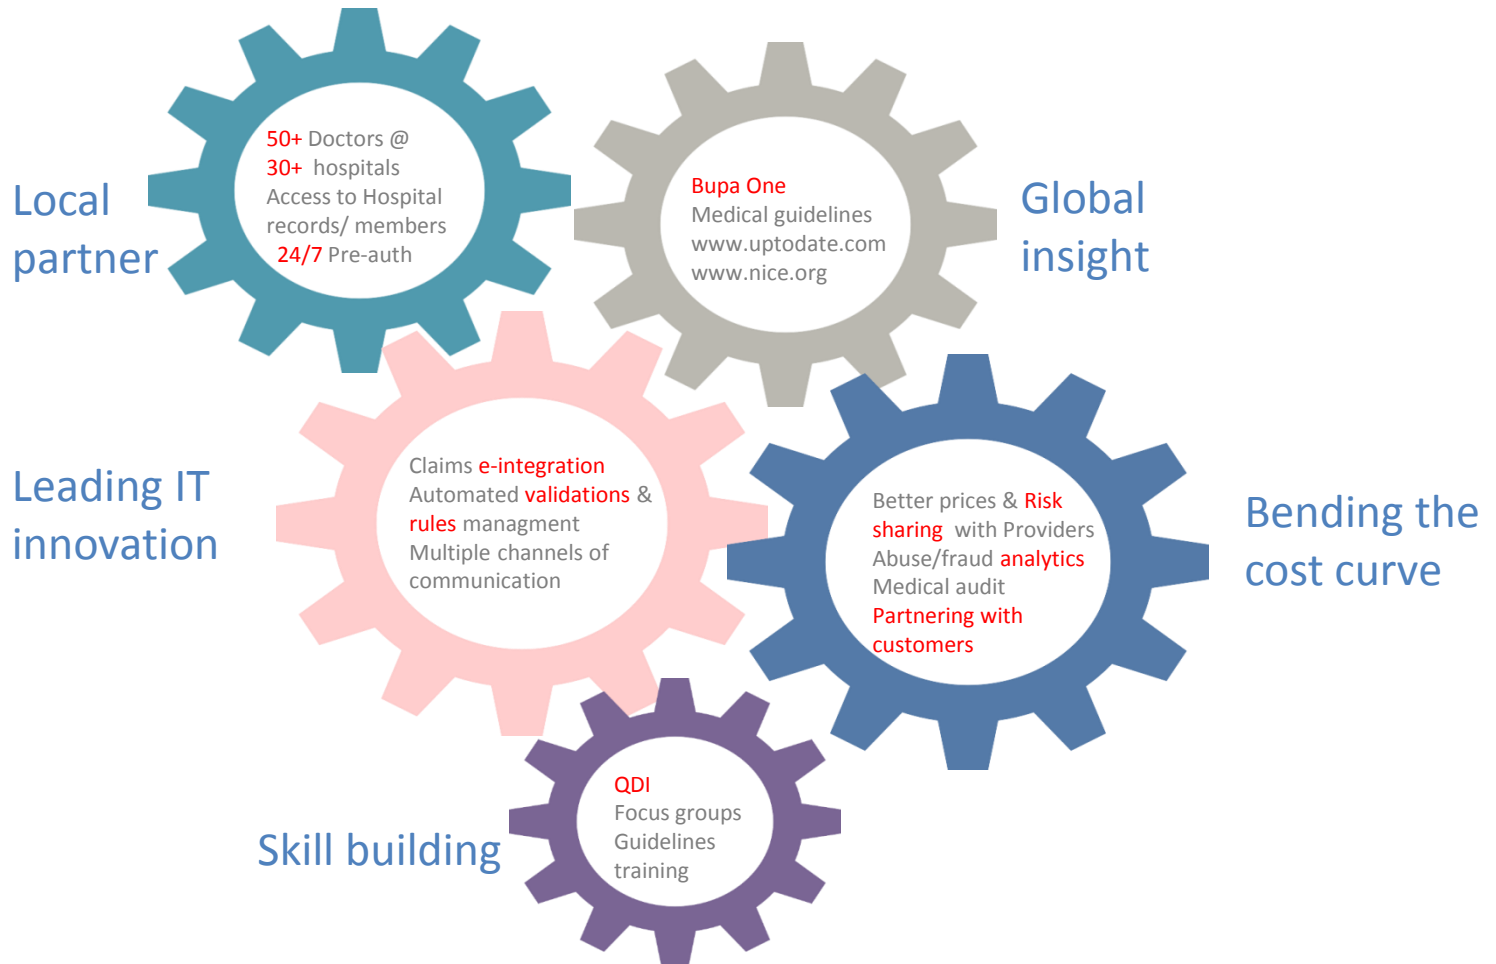 Local
partner
50+ Doctors @
30+ hospitals
Access to Hospital
records/ members
24/7 Pre-auth
Bupa One
Medical guidelines
www.uptodate.com
www.nice.org
Global
insight
Leading IT
innovation
Claims e-integration
Automated validations &
rules managment
Multiple channels of
communication
Better prices & Risk
sharing with Providers
Abuse/fraud analytics
Medical audit
Partnering with
customers
Bending the
cost curve
Skill building
QDI
Focus groups
Guidelines
training